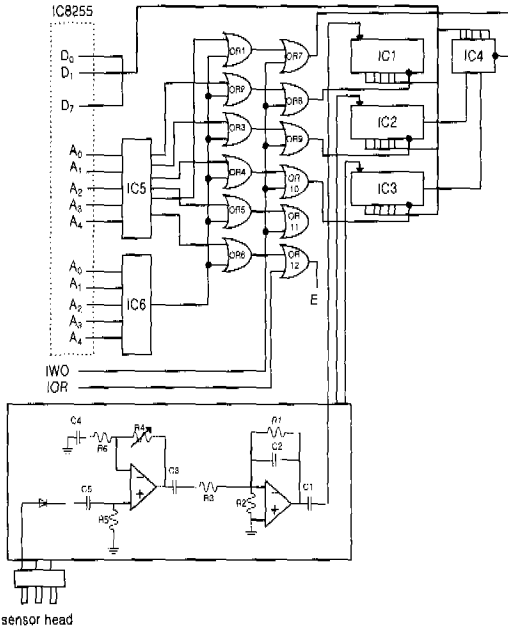 IC8255
D₀
D₁
D₇
A₀
A₁
A₂
A₃
A₄
IC5
A₀
A₁
A₂
A₃
A₄
IC6
IWO
IOR
OR1
OR2
OR3
OR4
OR5
OR6
OR7
OR8
OR9
OR 10
OR 11
OR 12
E
IC1
IC2
IC3
IC4
C4
R6
R4
C5
R5
C3
R3
R1
C2
R2
C1
sensor head